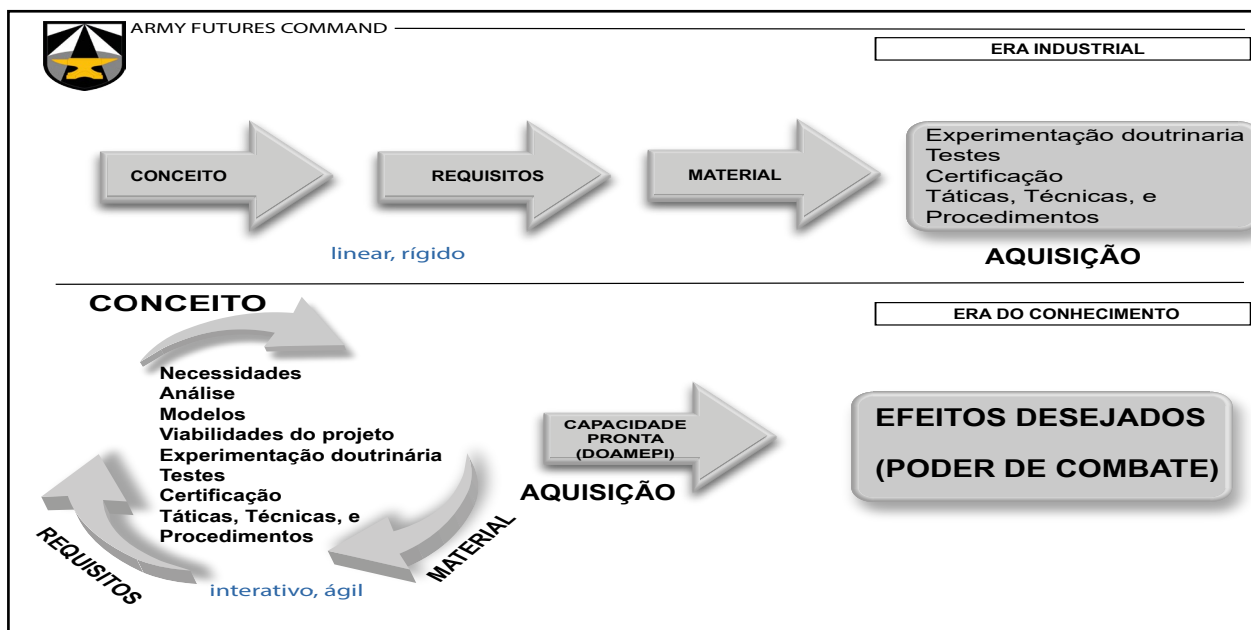 ARMY FUTURES COMMAND
ERA INDUSTRIAL
CONCEITO
REQUISITOS
MATERIAL
Experimentação doutrinaria
Testes
Certificação
Táticas, Técnicas, e
Procedimentos
linear, rígido
AQUISIÇÃO
CONCEITO
ERA DO CONHECIMENTO
Necessidades
Análise
Modelos
Viabilidades do projeto
Experimentação doutrinária
Testes
Certificação
Táticas, Técnicas, e
Procedimentos
REQUISITOS
MATERIAL
interativo, ágil
CAPACIDADE
PRONTA
(DOAMEPI)
AQUISIÇÃO
EFEITOS DESEJADOS
(PODER DE COMBATE)